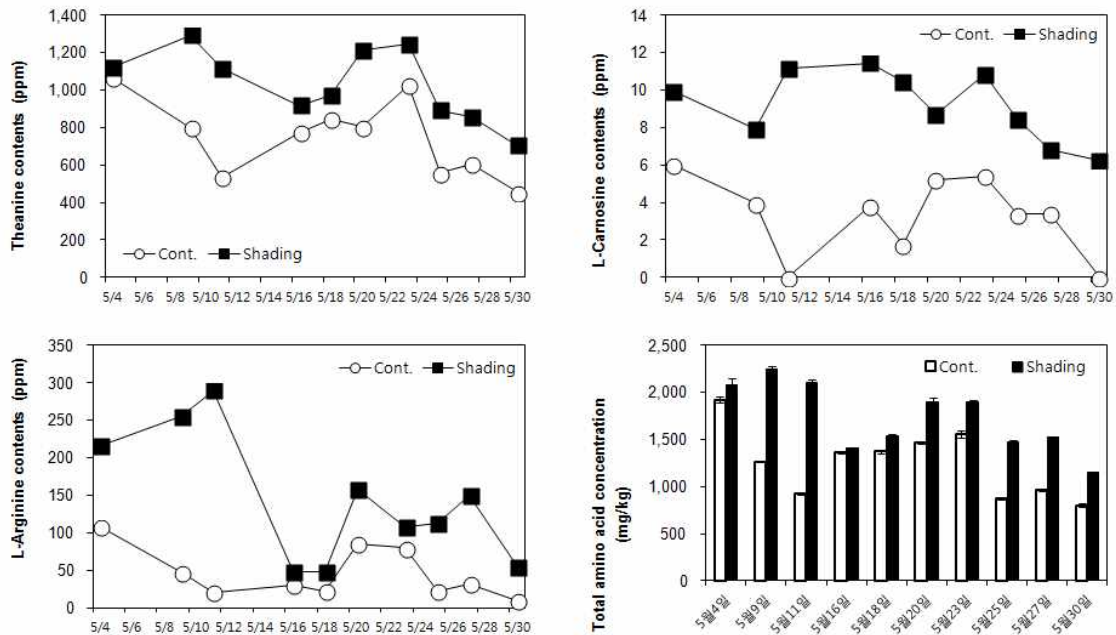 Theanine contents (ppm)
1,400
1,200
1,000
800
600
400
200
0
Cont. Shading
5/4 5/6 5/8 5/10 5/12 5/14 5/16 5/18 5/20 5/22 5/24 5/26 5/28 5/30
L-Carnosine contents (ppm)
14
12
10
8
6
4
2
0
Cont. Shading
5/4 5/6 5/8 5/10 5/12 5/14 5/16 5/18 5/20 5/22 5/24 5/26 5/28 5/30
L-Arginine contents (ppm)
350
300
250
200
150
100
50
0
Cont. Shading
5/4 5/6 5/8 5/10 5/12 5/14 5/16 5/18 5/20 5/22 5/24 5/26 5/28 5/30
Total amino acid concentration
(mg/kg)
2,500
2,000
1,500
1,000
500
0
Cont. Shading
5월4일 5월9일 5월11일 5월16일 5월18일 5월20일 5월23일 5월25일 5월27일 5월30일